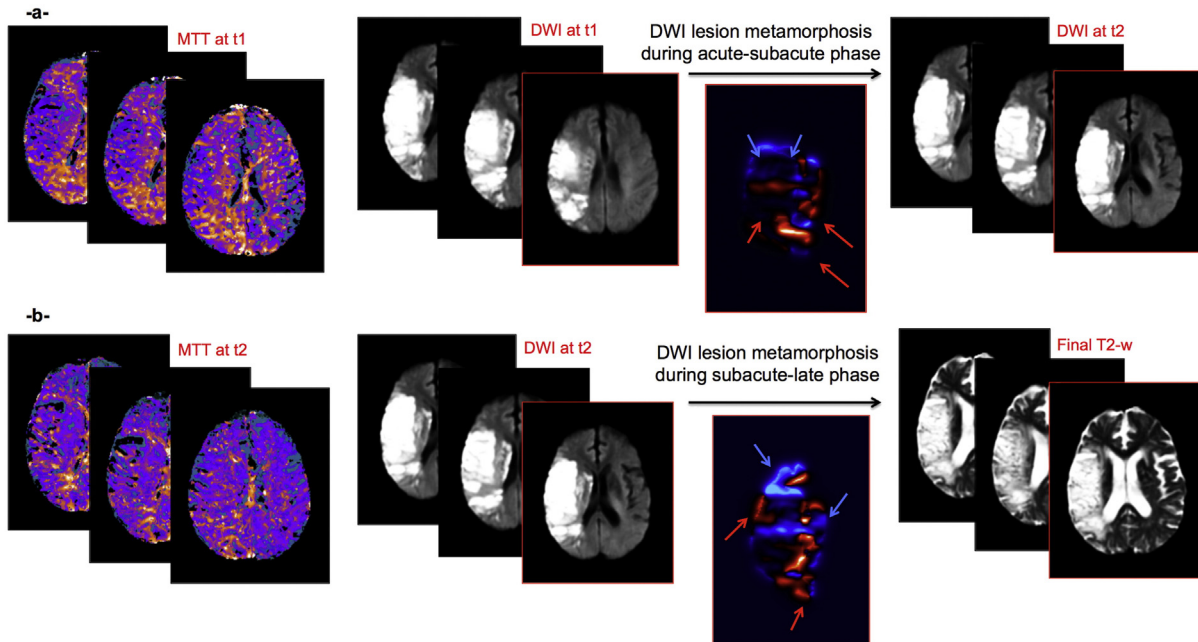 -a-
MTT at t1
DWI at t1
DWI lesion metamorphosis
during acute-subacute phase
DWI at t2
-b-
MTT at t2
DWI at t2
DWI lesion metamorphosis
during subacute-late phase
Final T2-w